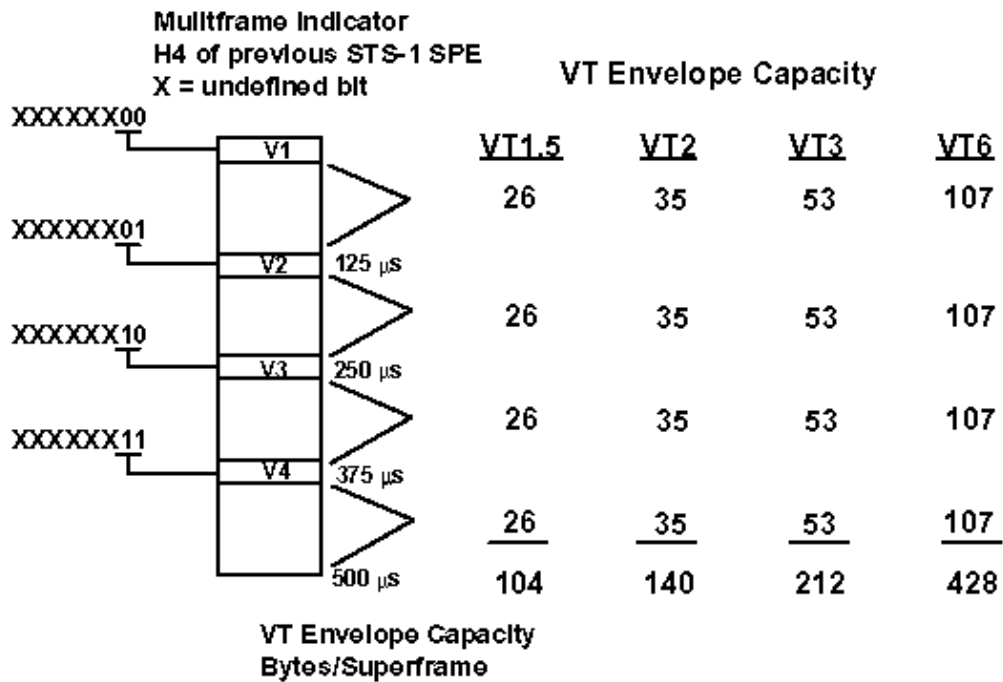 Mulitframe Indicator
H4 of previous STS-1 SPE
X = undefined bit
VT Envelope Capacity
XXXXXX00
V1
VT1.5 VT2 VT3 VT6
26 35 53 107
XXXXXX01
V2 125 µs
26 35 53 107
XXXXXX10
V3 250 µs
26 35 53 107
XXXXXX11
V4 375 µs
26 35 53 107
500 µs 104 140 212 428
VT Envelope Capacity
Bytes/Superframe